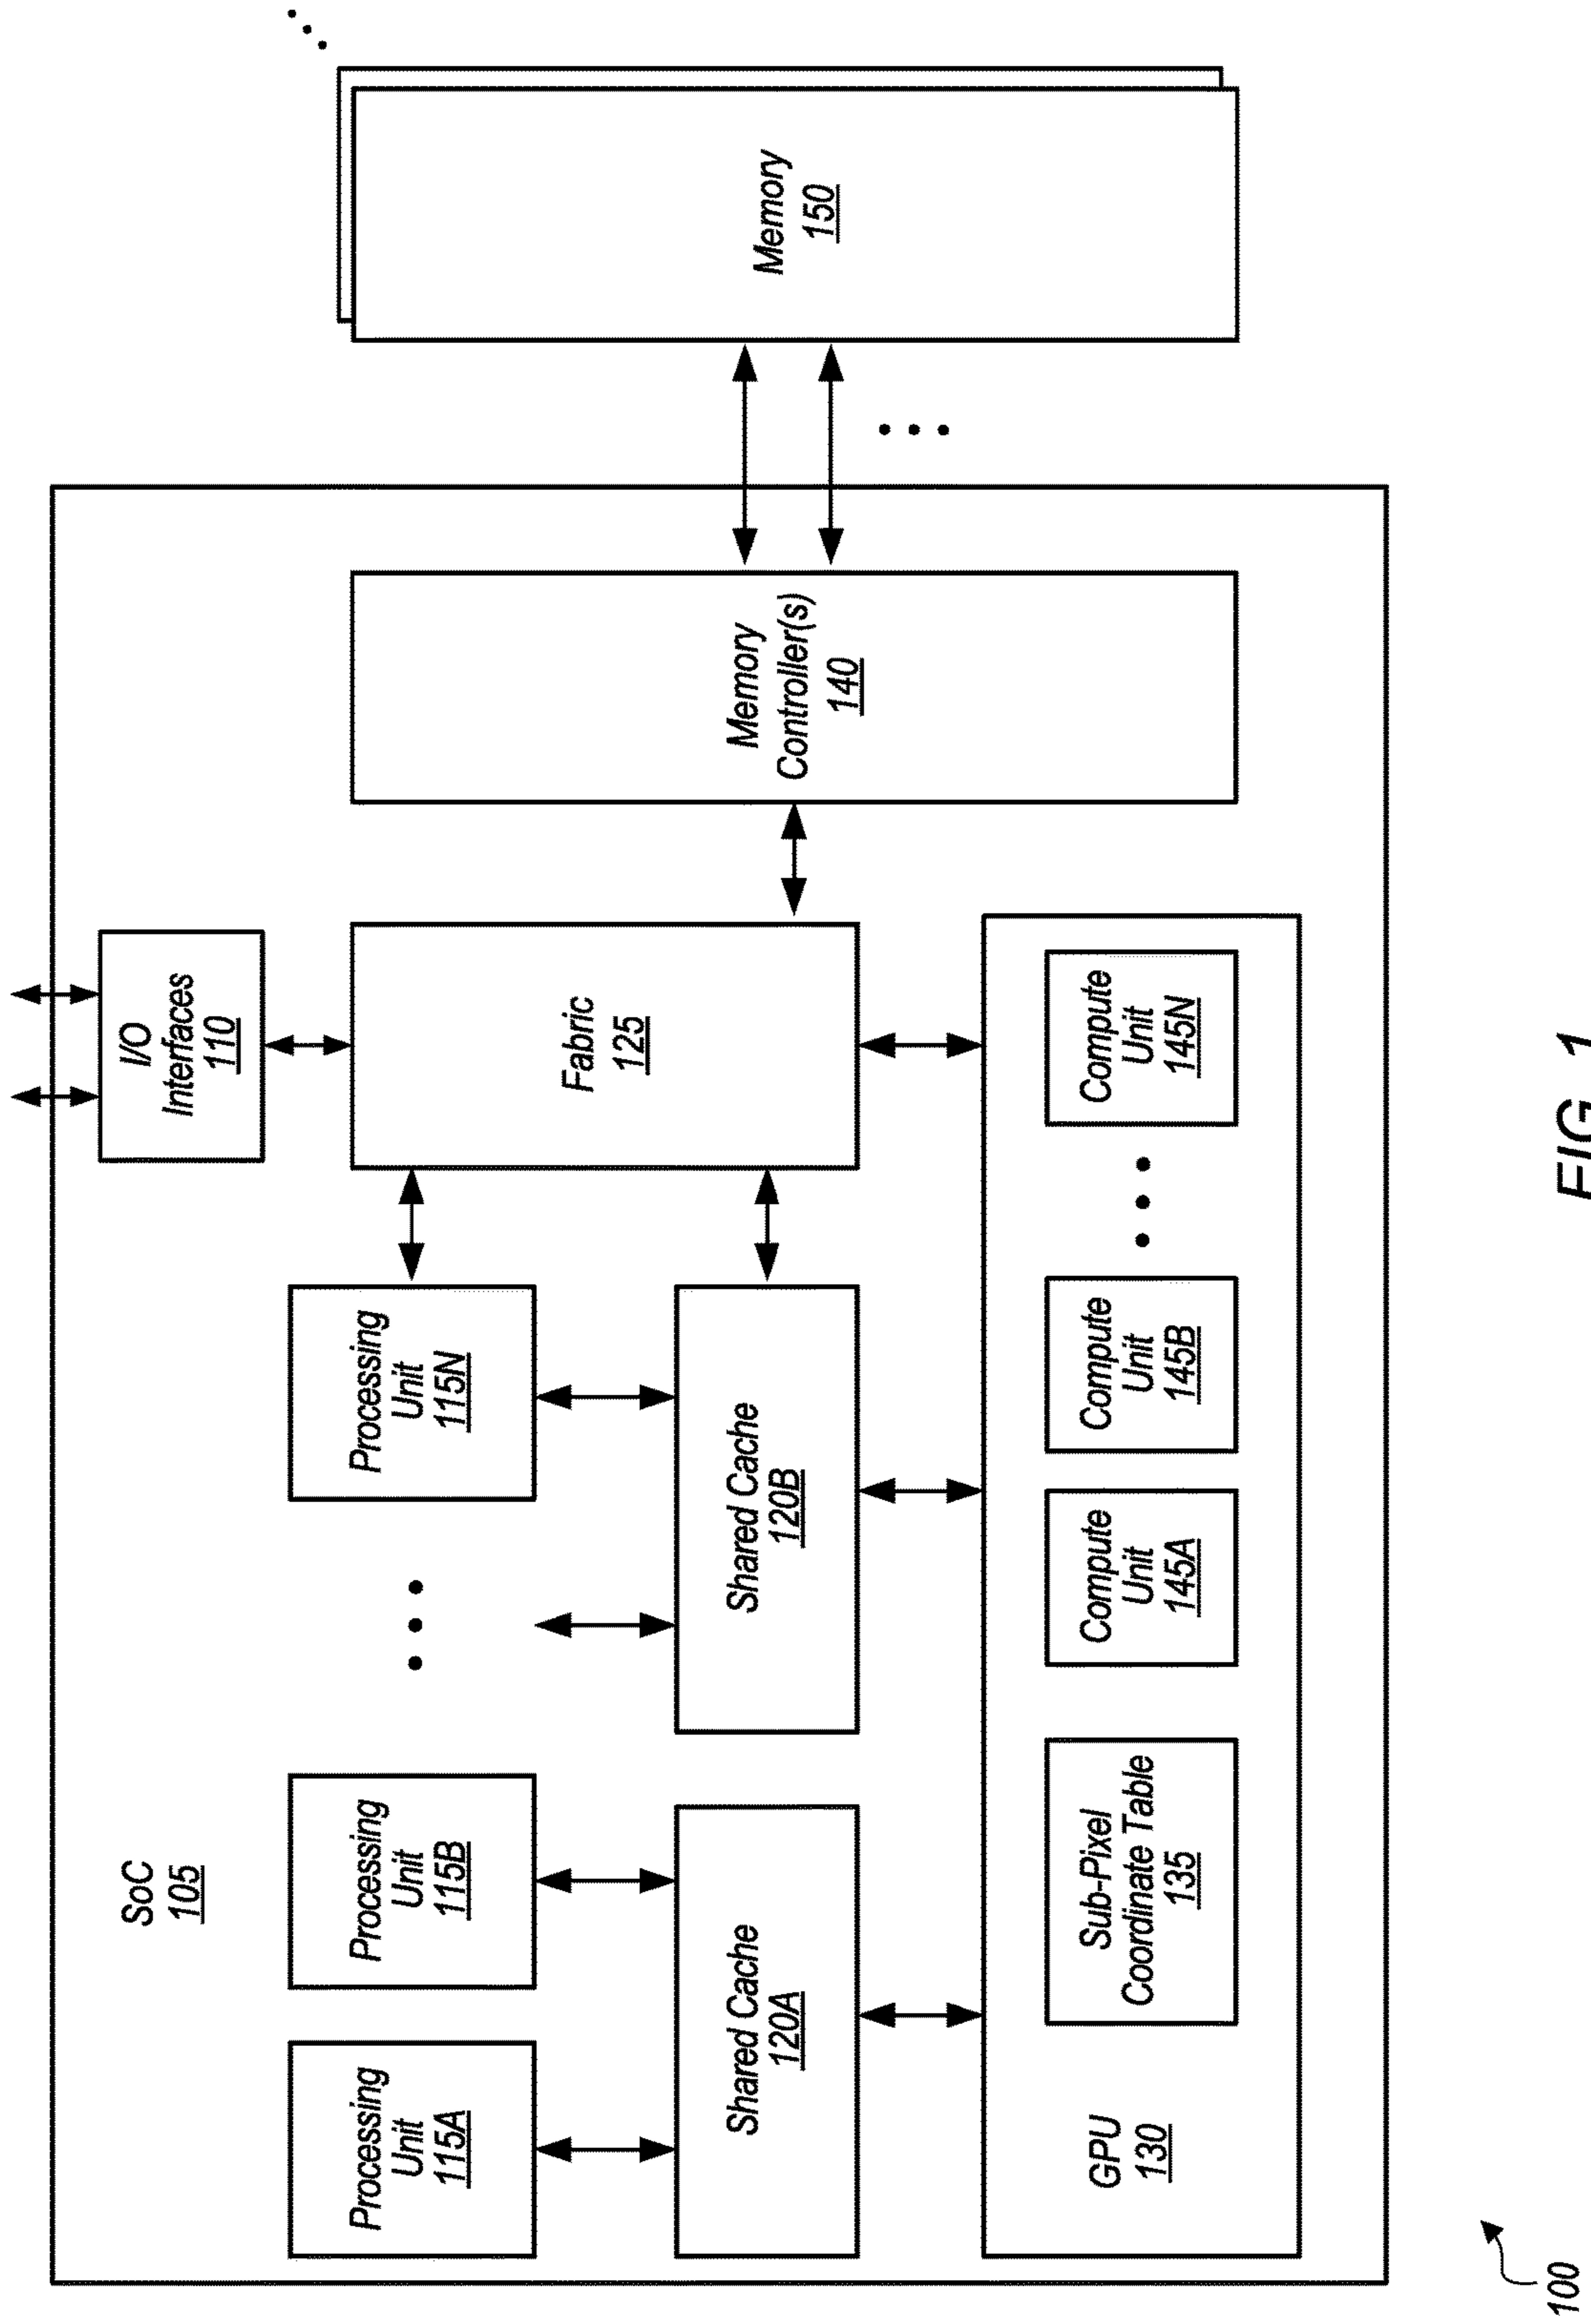 SoC
105
I/O
Interfaces
110
Processing
Unit
115A
Processing
Unit
115B
Processing
Unit
115N
Shared Cache
120A
Shared Cache
120B
Fabric
125
Memory
Controller(s)
140
Memory
150
GPU
130
Sub-Pixel
Coordinate Table
135
Compute
Unit
145A
Compute
Unit
145B
Compute
Unit
145N
100
FIG. 1